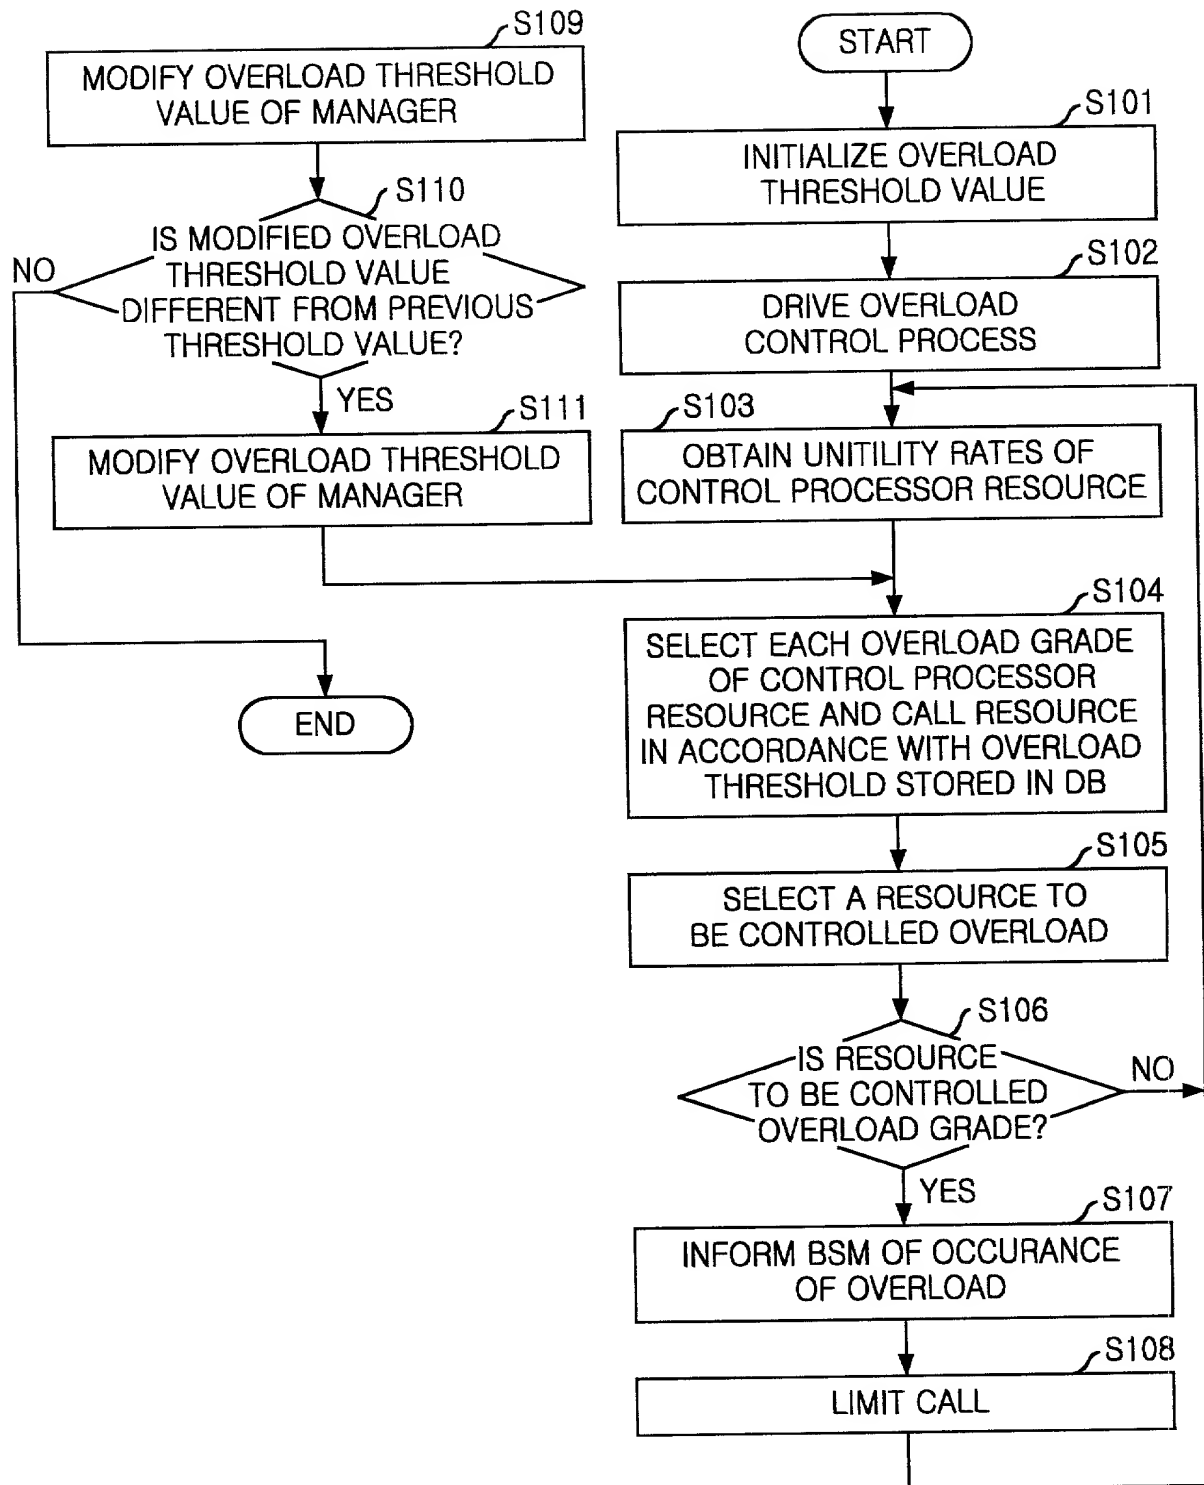 S109
MODIFY OVERLOAD THRESHOLD
VALUE OF MANAGER
S110
IS MODIFIED OVERLOAD
THRESHOLD VALUE
DIFFERENT FROM PREVIOUS
THRESHOLD VALUE?
NO
YES
S111
MODIFY OVERLOAD THRESHOLD
VALUE OF MANAGER
END
START
S101
INITIALIZE OVERLOAD
THRESHOLD VALUE
S102
DRIVE OVERLOAD
CONTROL PROCESS
S103
OBTAIN UNITILITY RATES OF
CONTROL PROCESSOR RESOURCE
S104
SELECT EACH OVERLOAD GRADE
OF CONTROL PROCESSOR
RESOURCE AND CALL RESOURCE
IN ACCORDANCE WITH OVERLOAD
THRESHOLD STORED IN DB
S105
SELECT A RESOURCE TO
BE CONTROLLED OVERLOAD
S106
IS RESOURCE
TO BE CONTROLLED
OVERLOAD GRADE?
NO
YES
S107
INFORM BSM OF OCCURANCE
OF OVERLOAD
S108
LIMIT CALL